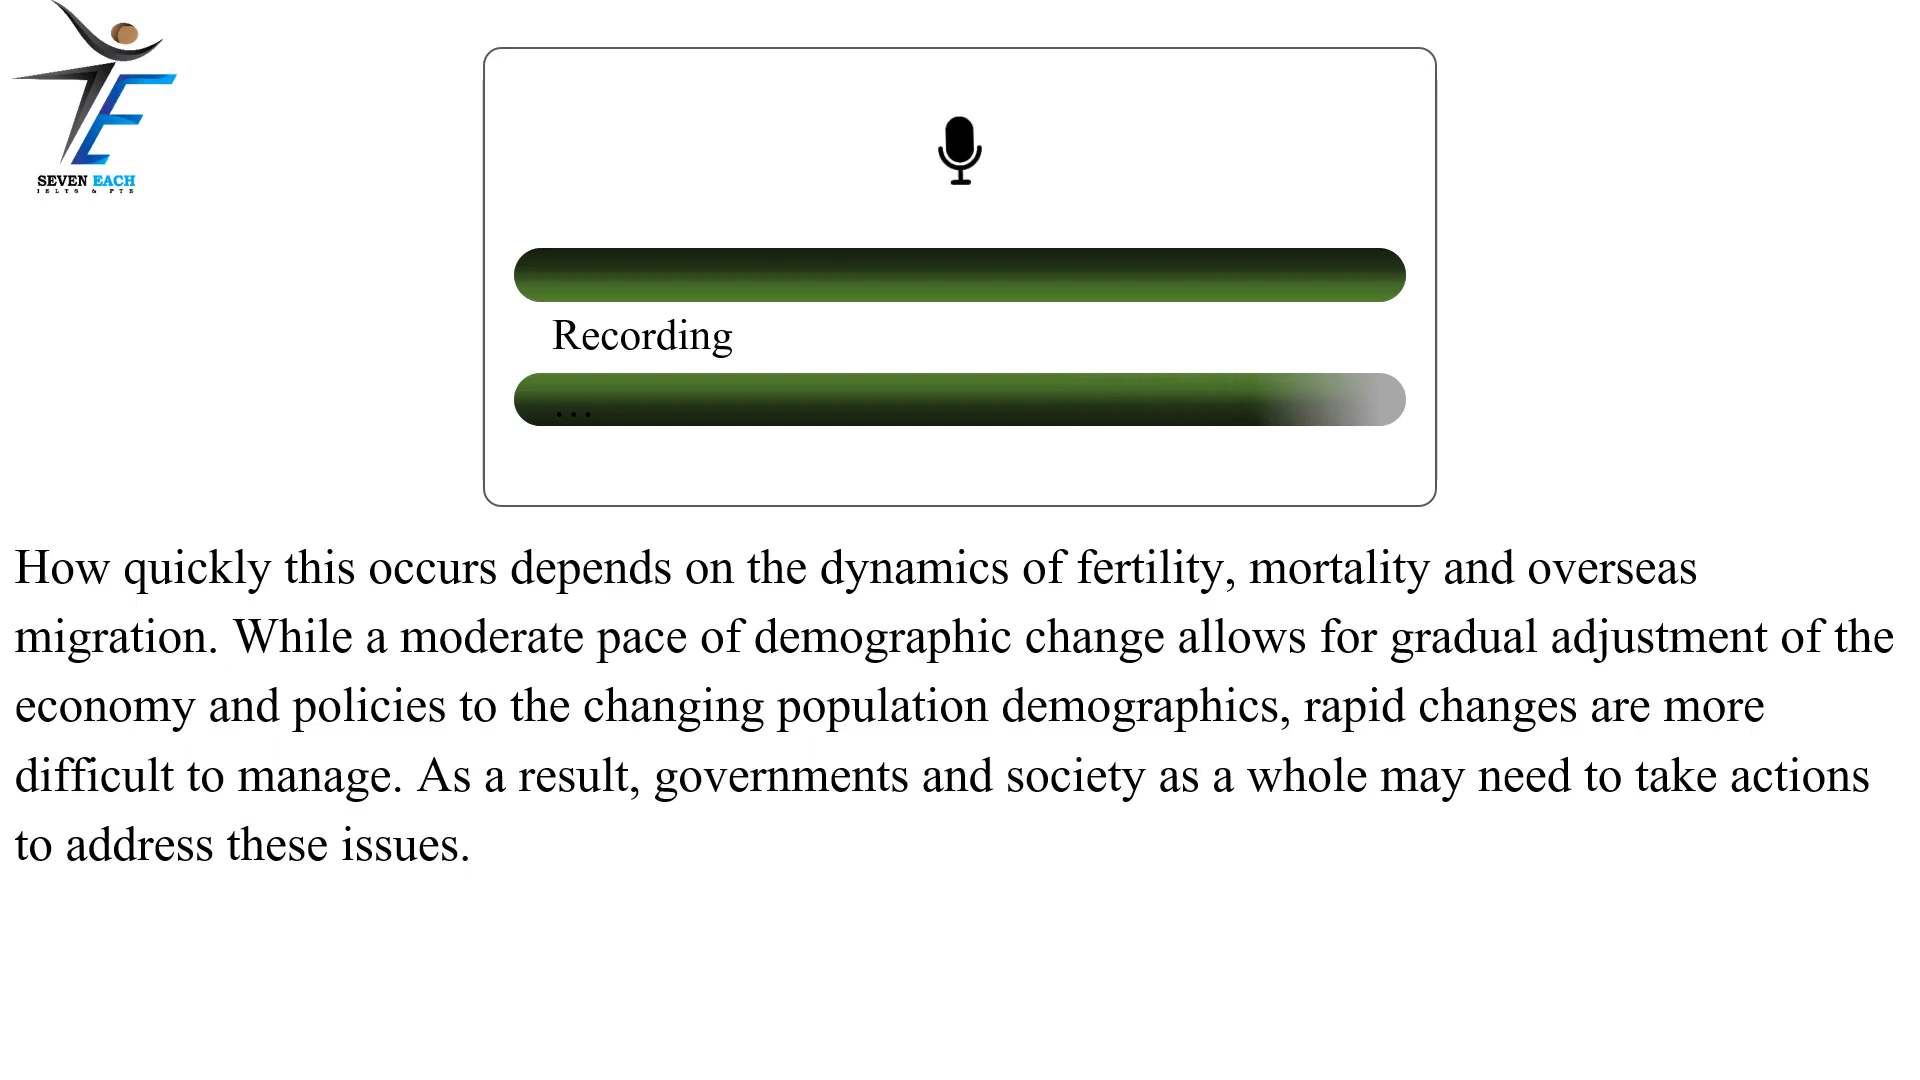 SEVEN EACH
IELTS & PTE
Recording
...
How quickly this occurs depends on the dynamics of fertility, mortality and overseas
migration. While a moderate pace of demographic change allows for gradual adjustment of the
economy and policies to the changing population demographics, rapid changes are more
difficult to manage. As a result, governments and society as a whole may need to take actions
to address these issues.